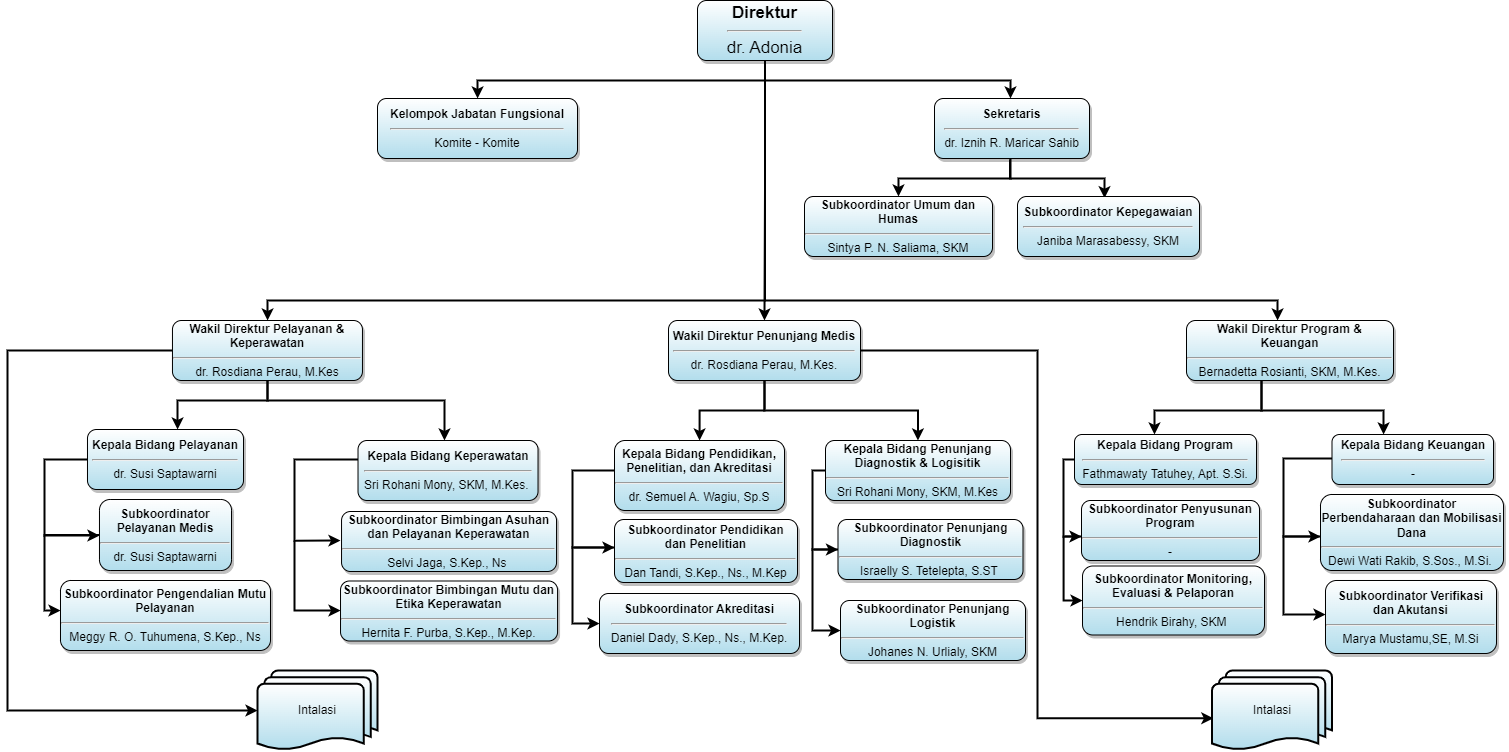 Direktur
dr. Adonia
Kelompok Jabatan Fungsional
Komite - Komite
Sekretaris
dr. Iznih R. Maricar Sahib
Subkoordinator Umum dan
Humas
Sintya P. N. Saliama, SKM
Subkoordinator Kepegawaian
Janiba Marasabessy, SKM
Wakil Direktur Pelayanan &
Keperawatan
dr. Rosdiana Perau, M.Kes
Wakil Direktur Penunjang Medis
dr. Rosdiana Perau, M.Kes.
Wakil Direktur Program &
Keuangan
Bernadetta Rosianti, SKM, M.Kes.
Kepala Bidang Pelayanan
dr. Susi Saptawarni
Subkoordinator
Pelayanan Medis
dr. Susi Saptawarni
Subkoordinator Pengendalian Mutu
Pelayanan
Meggy R. O. Tuhumena, S.Kep., Ns
Kepala Bidang Keperawatan
Sri Rohani Mony, SKM, M.Kes.
Subkoordinator Bimbingan Asuhan
dan Pelayanan Keperawatan
Selvi Jaga, S.Kep., Ns
Subkoordinator Bimbingan Mutu dan
Etika Keperawatan
Hernita F. Purba, S.Kep., M.Kep.
Kepala Bidang Pendidikan,
Penelitian, dan Akreditasi
dr. Semuel A. Wagiu, Sp.S
Subkoordinator Pendidikan
dan Penelitian
Dan Tandi, S.Kep., Ns., M.Kep
Subkoordinator Akreditasi
Daniel Dady, S.Kep., Ns., M.Kep.
Kepala Bidang Penunjang
Diagnostik & Logisitik
Sri Rohani Mony, SKM, M.Kes
Subkoordinator Penunjang
Diagnostik
Israelly S. Tetelepta, S.ST
Subkoordinator Penunjang
Logistik
Johanes N. Urlialy, SKM
Kepala Bidang Program
Fathmawaty Tatuhey, Apt. S.Si.
Subkoordinator Penyusunan
Program
-
Subkoordinator Monitoring,
Evaluasi & Pelaporan
Hendrik Birahy, SKM
Kepala Bidang Keuangan
-
Subkoordinator
Perbendaharaan dan Mobilisasi
Dana
Dewi Wati Rakib, S.Sos., M.Si.
Subkoordinator Verifikasi
dan Akutansi
Marya Mustamu,SE, M.Si
Intalasi
Intalasi